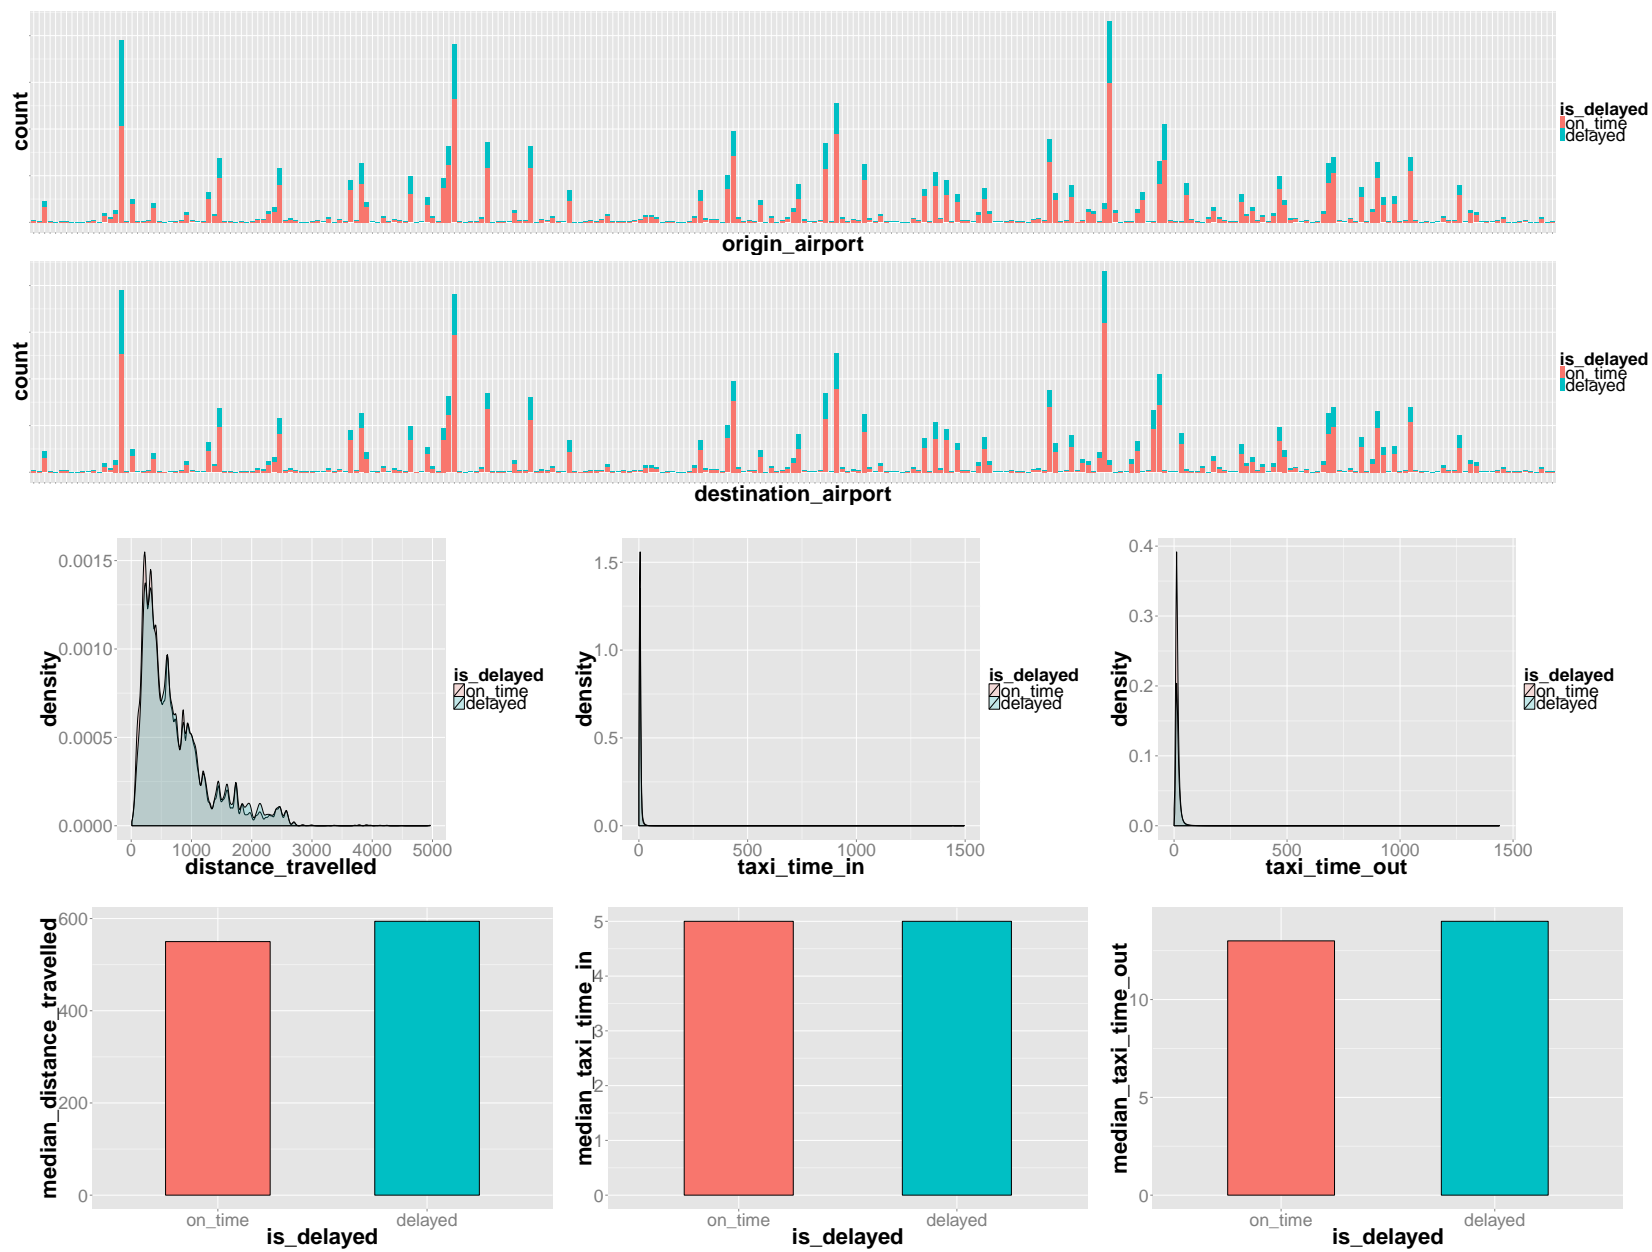 count
is_delayed
on_time
delayed
origin_airport
count
is_delayed
on_time
delayed
destination_airport
density
0.0015
0.0010
0.0005
0.0000
0 1000 2000 3000 4000 5000
distance_travelled
is_delayed
on_time
delayed
density
1.5
1.0
0.5
0.0
0 500 1000 1500
taxi_time_in
is_delayed
on_time
delayed
density
0.4
0.3
0.2
0.1
0.0
0 500 1000 1500
taxi_time_out
is_delayed
on_time
delayed
median_distance_travelled
600
400
200
0
on_time delayed
is_delayed
median_taxi_time_in
5
4
3
2
1
0
on_time delayed
is_delayed
median_taxi_time_out
10
5
0
on_time delayed
is_delayed